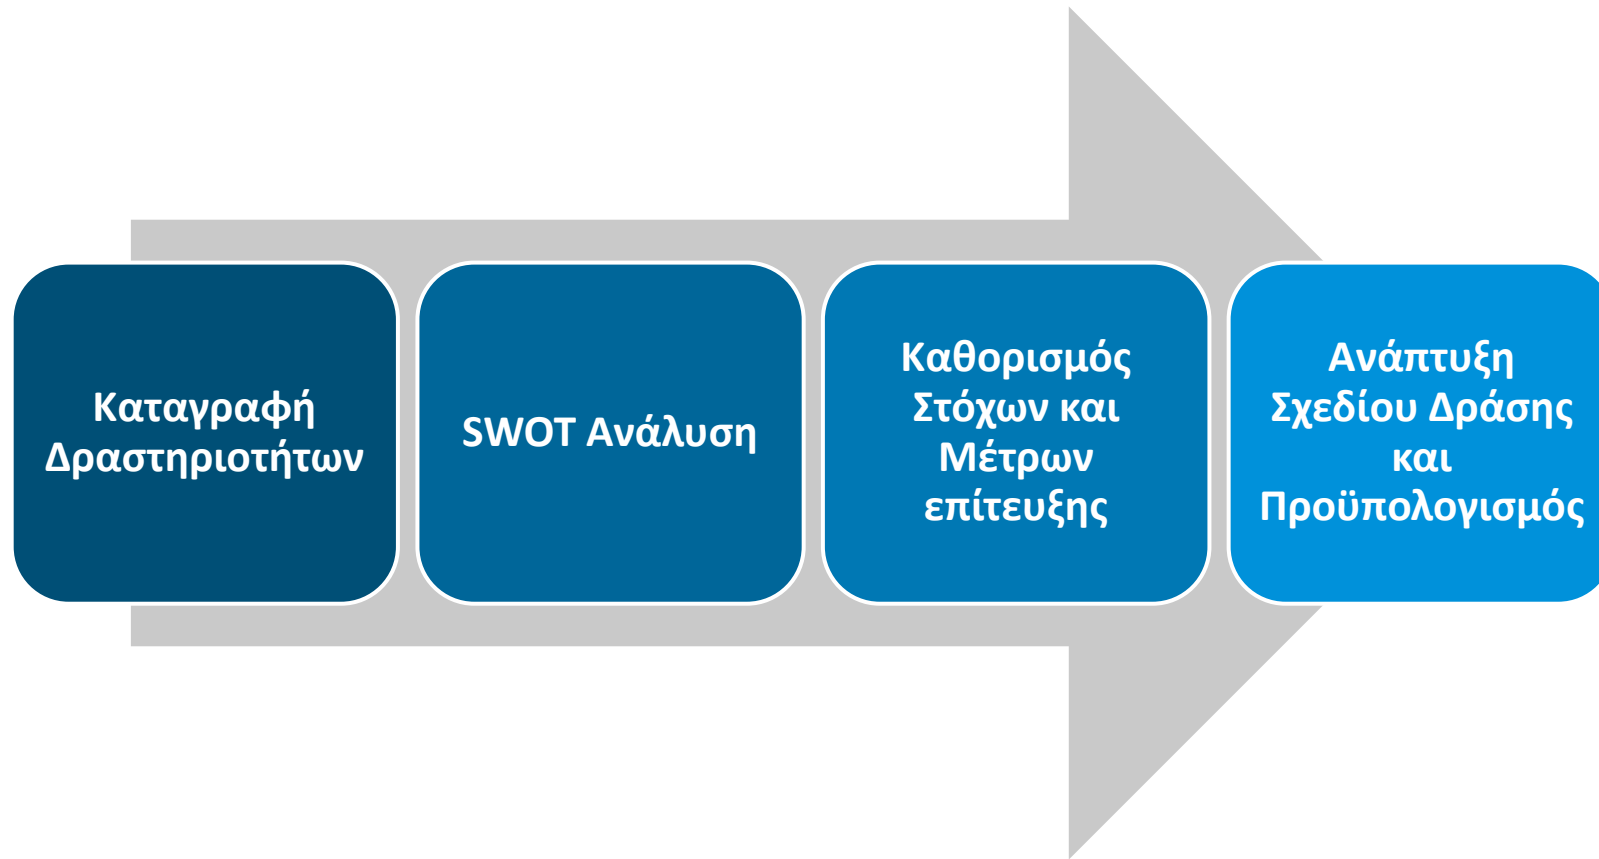 Καταγραφή
Δραστηριοτήτων
SWOT Ανάλυση
Καθορισμός
Στόχων και
Μέτρων
επίτευξης
Ανάπτυξη
Σχεδίου Δράσης
και
Προϋπολογισμός